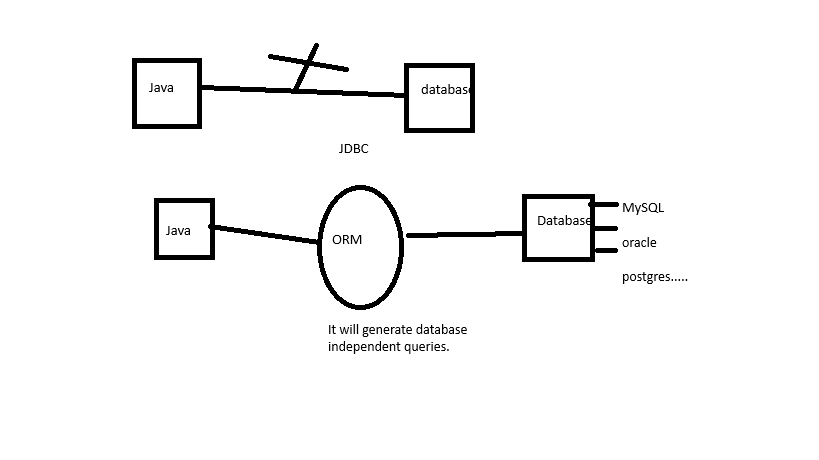 Java
database
JDBC
Java
ORM
Database
MySQL
oracle
postgres.....
It will generate database
independent queries.